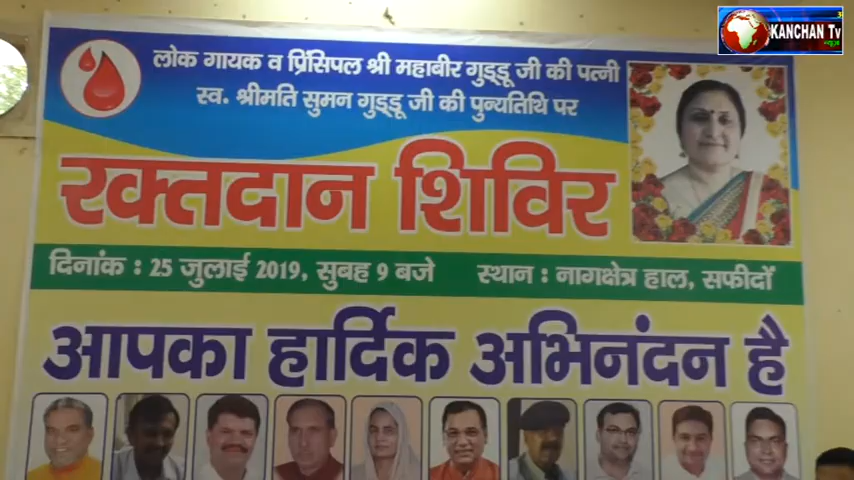 KANCHAN Tv
न्यूज़
लोक गायक व प्रिंसिपल श्री महाबीर गुड्डू जी की पत्नी
स्व. श्रीमति सुमन गुड्डू जी की पुन्यतिथि पर
रक्तदान शिविर
दिनांक : 25 जुलाई 2019, सुबह 9 बजे स्थान : नागक्षेत्र हाल, सफीदों
आपका हार्दिक अभिनंदन है